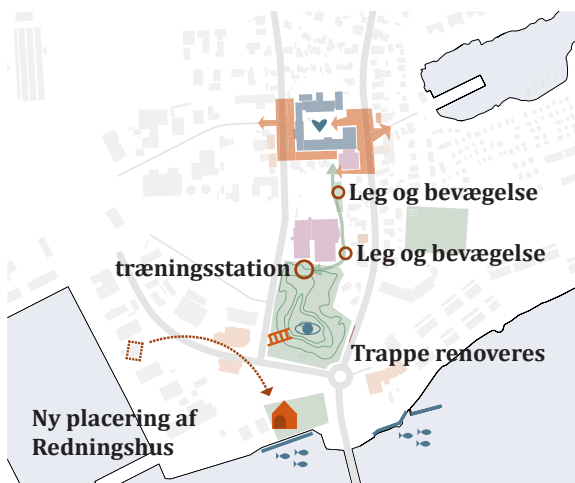 Leg og bevægelse
Leg og bevægelse
træningsstation
Trappe renoveres
Ny placering af
Redningshus